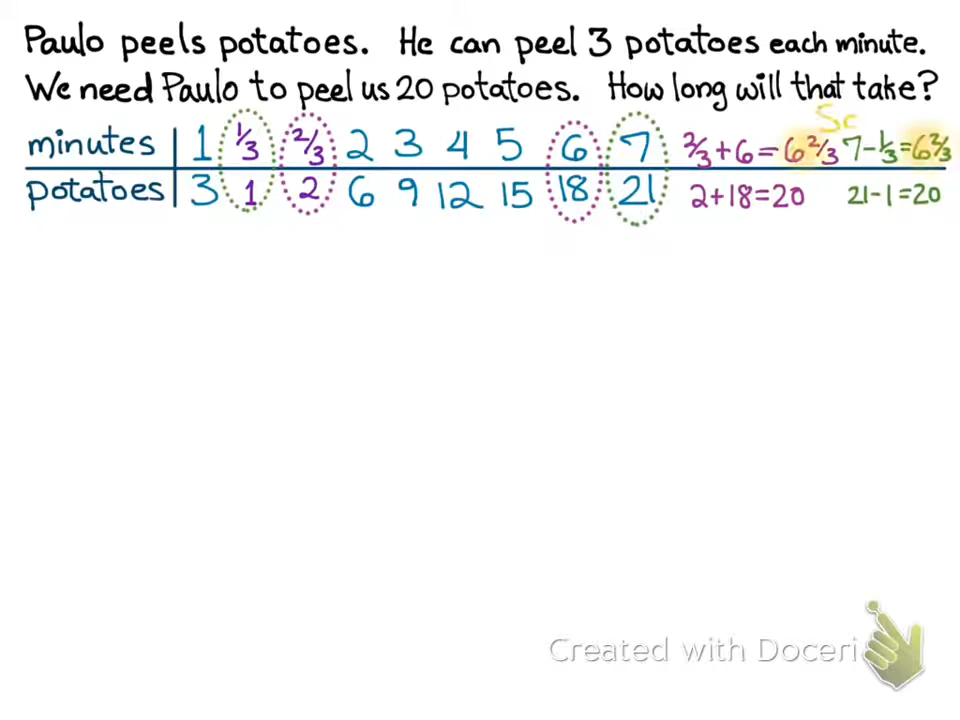 Paulo peels potatoes. He can peel 3 potatoes each minute.
We need Paulo to peel us 20 potatoes. How long will that take?
Sc
minutes 1 1/3 2/3 2 3 4 5 6 7 2/3+6=6 2/3 7-1/3=6 2/3
potatoes 3 1 2 6 9 12 15 18 21 2+18=20 21-1=20
Created with Doceri